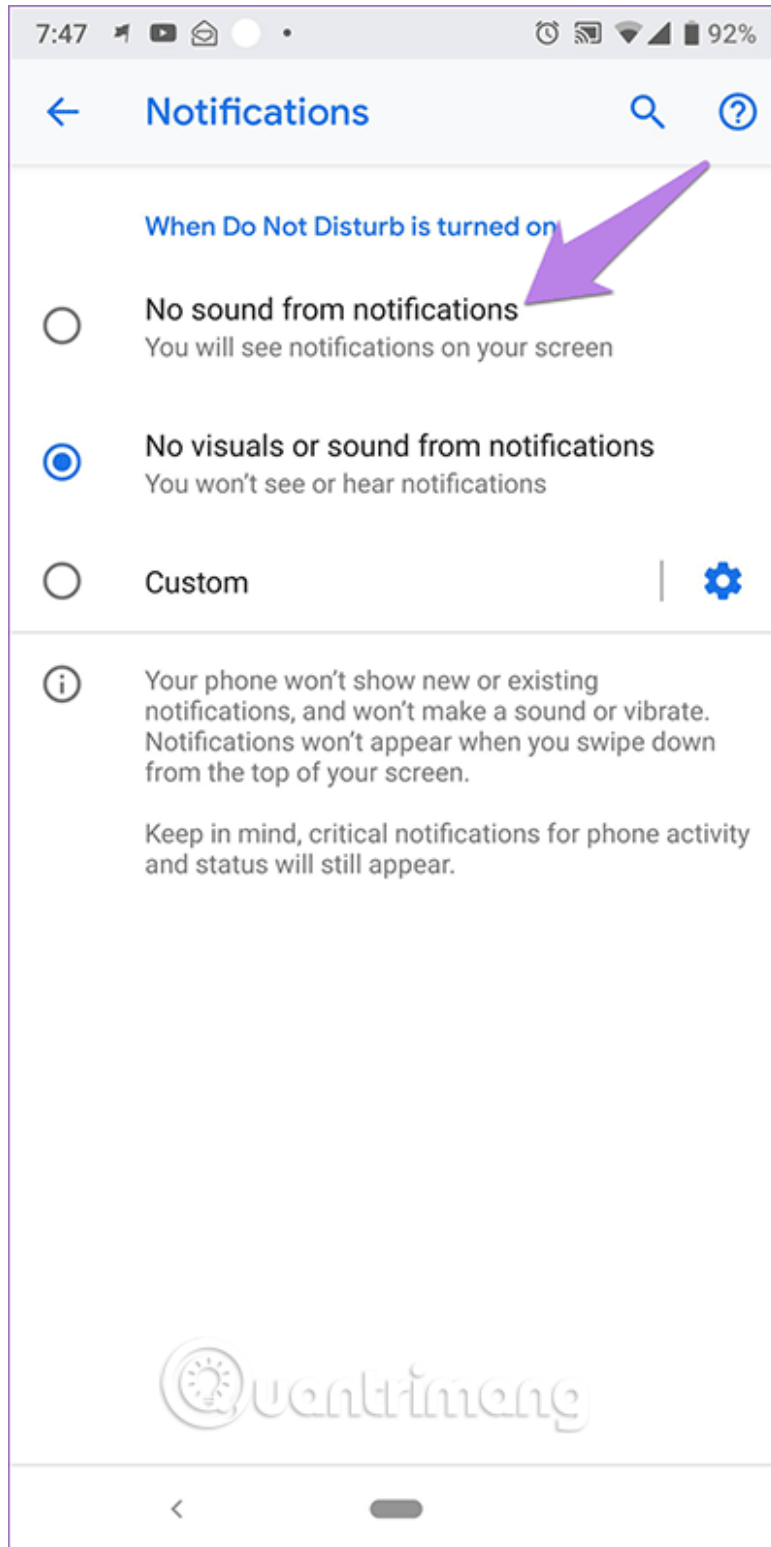 7:47
92%
Notifications
When Do Not Disturb is turned on
No sound from notifications
You will see notifications on your screen
No visuals or sound from notifications
You won't see or hear notifications
Custom
Your phone won't show new or existing
notifications, and won't make a sound or vibrate.
Notifications won't appear when you swipe down
from the top of your screen.
Keep in mind, critical notifications for phone activity
and status will still appear.
Quantrimang